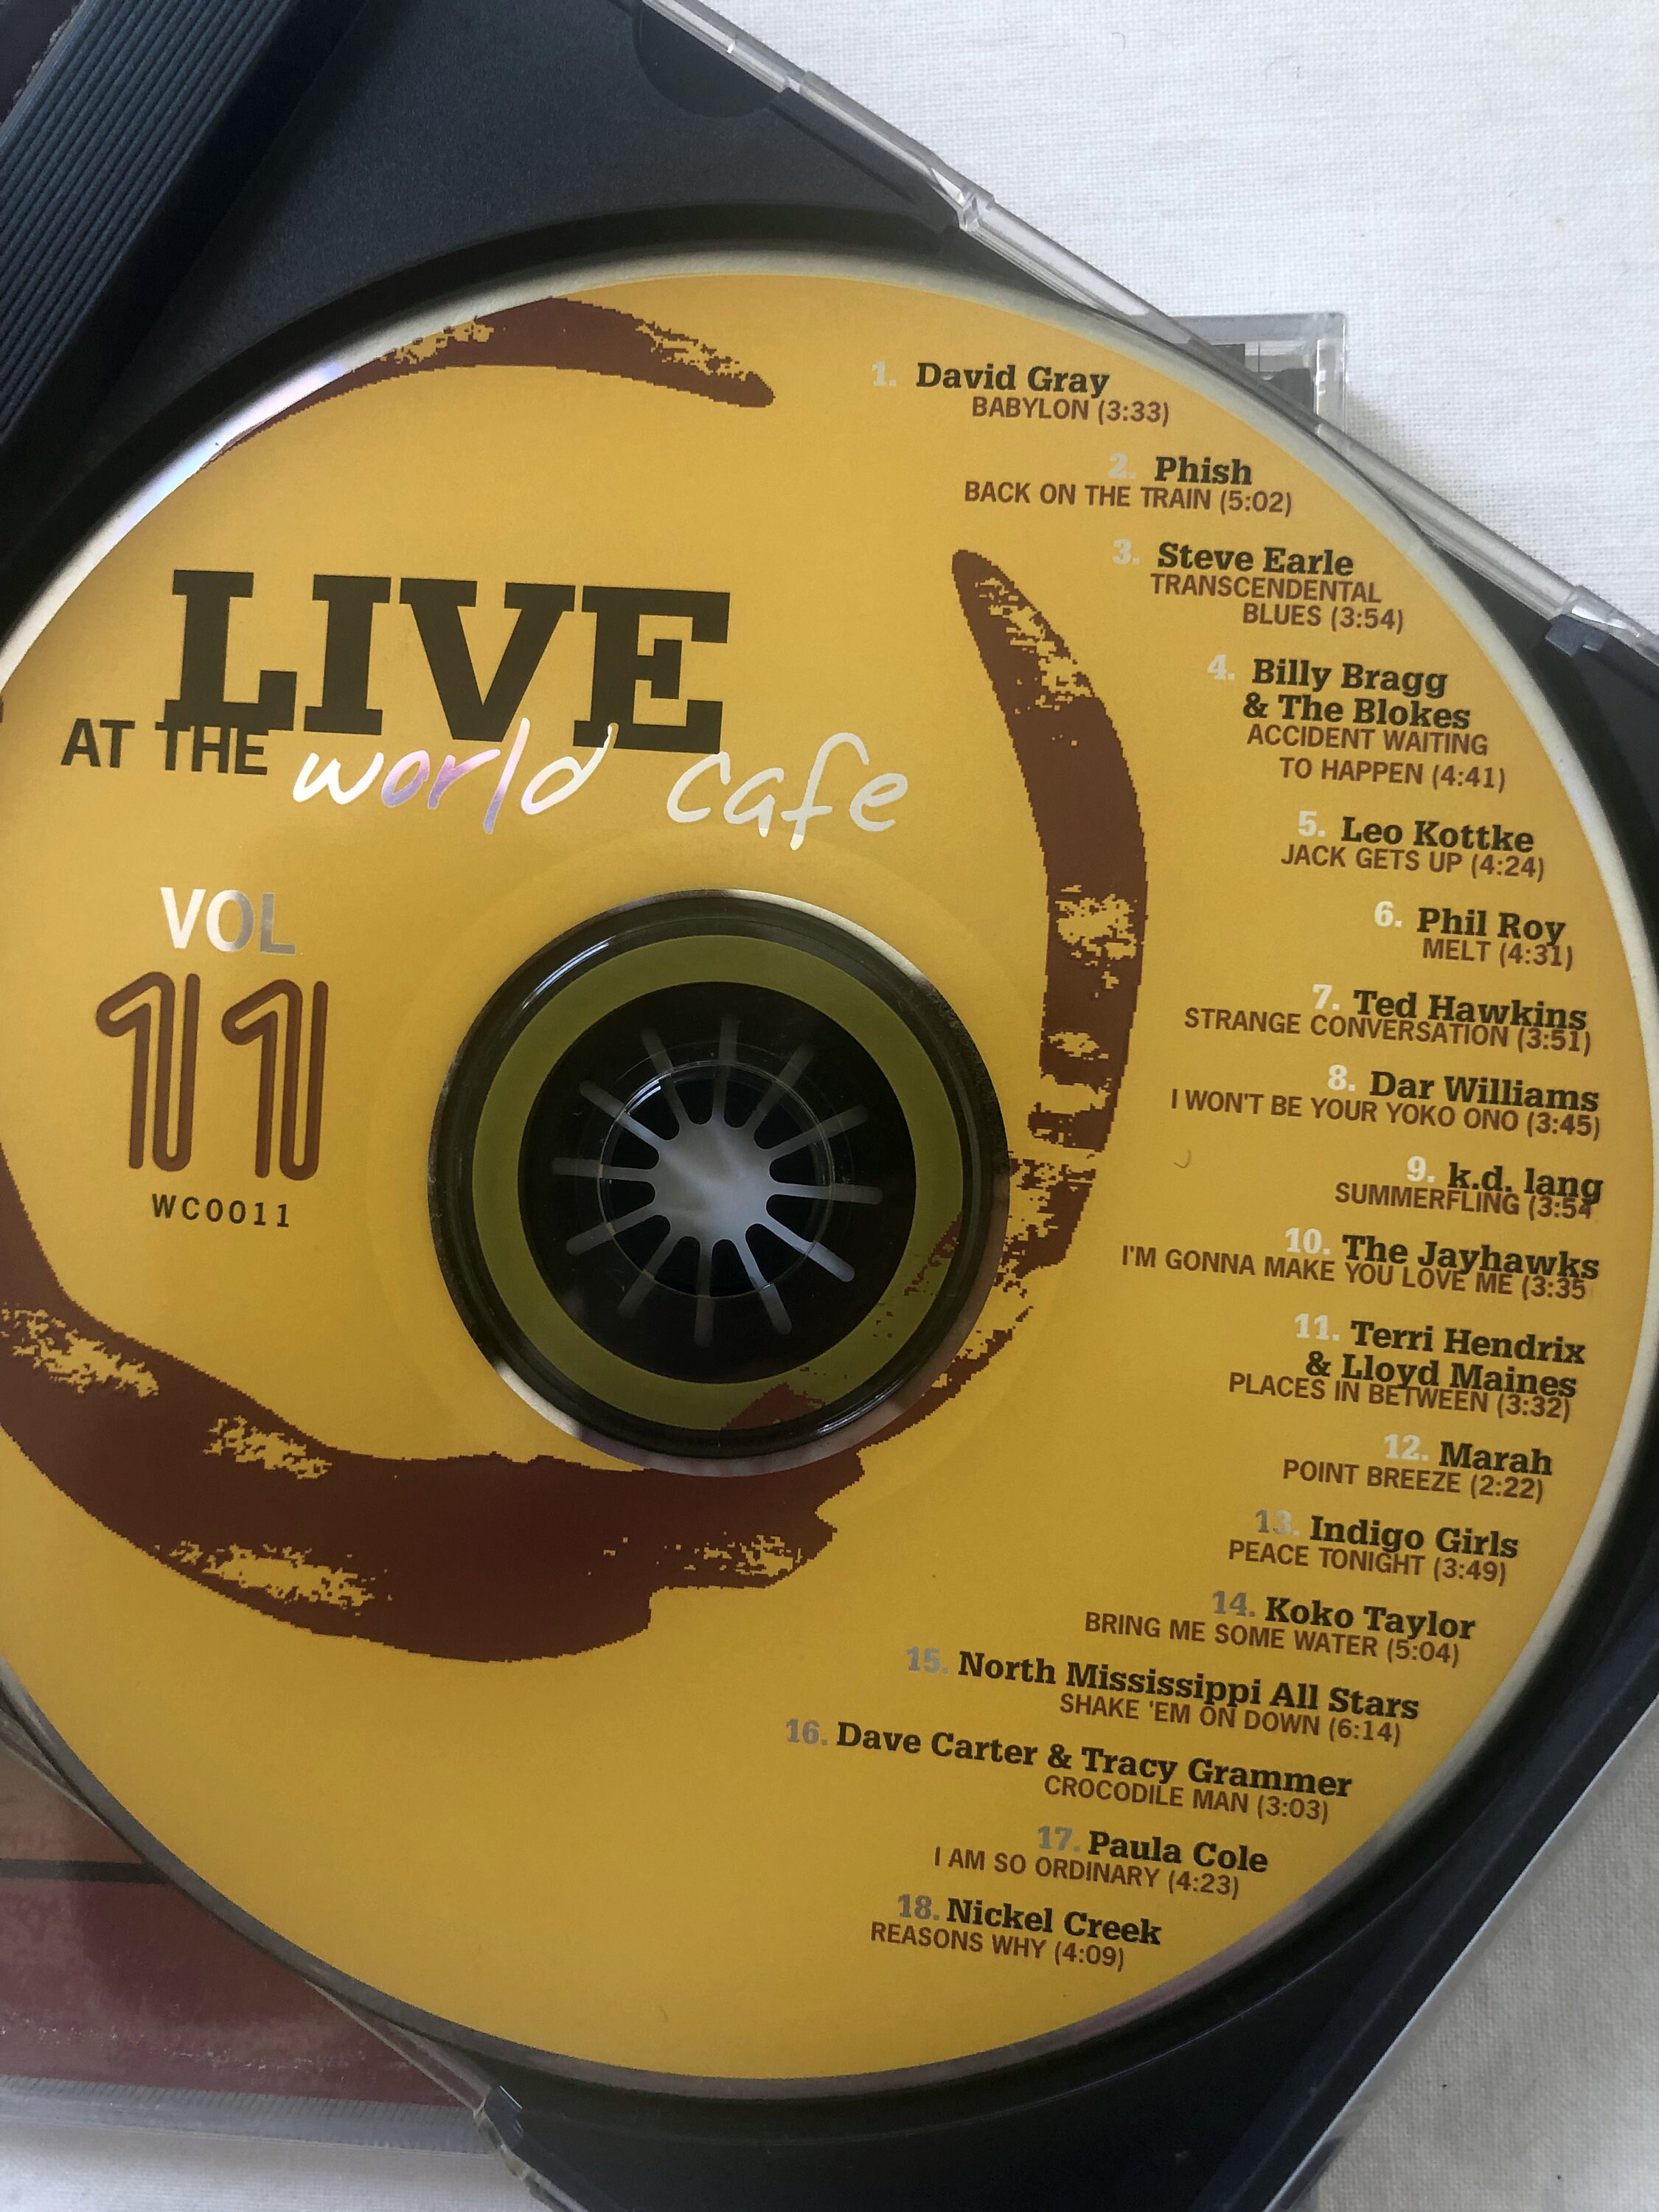 LIVE
AT THE world cafe
VOL
11
WC0011
1. David Gray
BABYLON (3:33)
2. Phish
BACK ON THE TRAIN (5:02)
3. Steve Earle
TRANSCENDENTAL
BLUES (3:54)
4. Billy Bragg
& The Blokes
ACCIDENT WAITING
TO HAPPEN (4:41)
5. Leo Kottke
JACK GETS UP (4:24)
6. Phil Roy
MELT (4:31)
7. Ted Hawkins
STRANGE CONVERSATION (3:51)
8. Dar Williams
I WON'T BE YOUR YOKO ONO (3:45)
9. k.d. lang
SUMMERFLING (3:54
10. The Jayhawks
I'M GONNA MAKE YOU LOVE ME (3:35
11. Terri Hendrix
& Lloyd Maines
PLACES IN BETWEEN (3:32)
12. Marah
POINT BREEZE (2:22)
13. Indigo Girls
PEACE TONIGHT (3:49)
14. Koko Taylor
BRING ME SOME WATER (5:04)
15. North Mississippi All Stars
SHAKE 'EM ON DOWN (6:14)
16. Dave Carter & Tracy Grammer
CROCODILE MAN (3:03)
17. Paula Cole
I AM SO ORDINARY (4:23)
18. Nickel Creek
REASONS WHY (4:09)